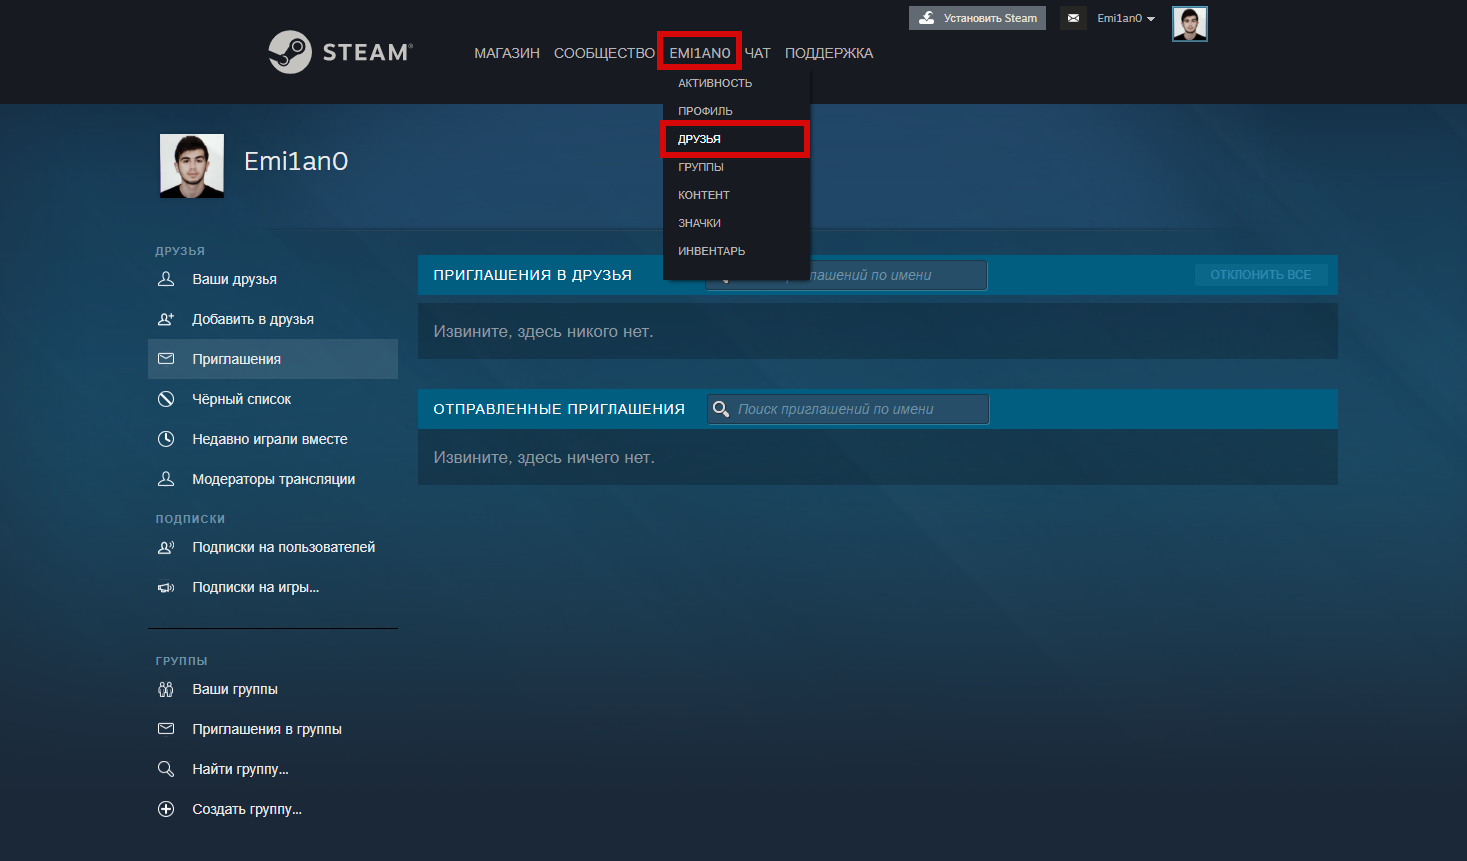 Установить Steam
Emi1an0
STEAM®
МАГАЗИН СООБЩЕСТВО EMI1AN0 ЧАТ ПОДДЕРЖКА
АКТИВНОСТЬ
ПРОФИЛЬ
ДРУЗЬЯ
ГРУППЫ
КОНТЕНТ
ЗНАЧКИ
ИНВЕНТАРЬ
Emi1an0
ДРУЗЬЯ
Ваши друзья
Добавить в друзья
Приглашения
Чёрный список
Недавно играли вместе
Модераторы трансляции
ПОДПИСКИ
Подписки на пользователей
Подписки на игры...
ГРУППЫ
Ваши группы
Приглашения в группы
Найти группу...
Создать группу...
ПРИГЛАШЕНИЯ В ДРУЗЬЯ
по имени
ОТКЛОНИТЬ ВСЕ
Извините, здесь никого нет.
ОТПРАВЛЕННЫЕ ПРИГЛАШЕНИЯ
Поиск приглашений по имени
Извините, здесь ничего нет.